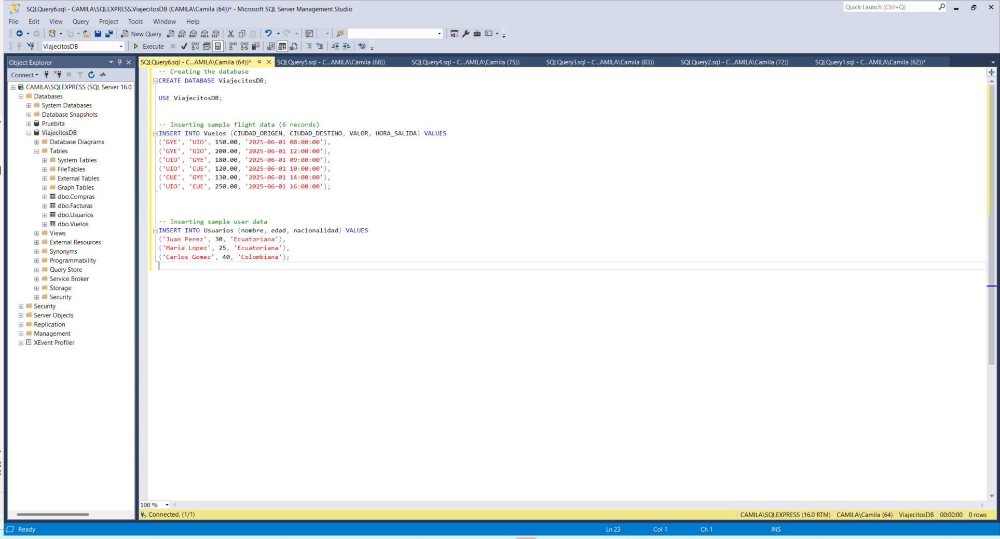 SQLQuery6.sql - CAMILA\SQLEXPRESS.ViajecitosDB (CAMILA\Camila (64))* - Microsoft SQL Server Management Studio
Quick Launch (Ctrl+Q)
File Edit View Query Project Tools Window Help
New Query MDX DMX XMLA DAX
ViajecitosDB Execute
Object Explorer
SQLQuery6.sql - C...AMILA\Camila (64))* SQLQuery5.sql - C...AMILA\Camila (68)) SQLQuery4.sql - C...AMILA\Camila (75)) SQLQuery3.sql - C...AMILA\Camila (83)) SQLQuery2.sql - C...AMILA\Camila (72)) SQLQuery1.sql - C...AMILA\Camila (62))*
Connect
CAMILA\SQLEXPRESS (SQL Server 16.0.
Databases
System Databases
Database Snapshots
Pruebita
ViajecitosDB
Database Diagrams
Tables
System Tables
FileTables
External Tables
Graph Tables
dbo.Compras
dbo.Facturas
dbo.Usuarios
dbo.Vuelos
Views
External Resources
Synonyms
Programmability
Query Store
Service Broker
Storage
Security
Security
Server Objects
Replication
Management
XEvent Profiler
-- Creating the database
CREATE DATABASE ViajecitosDB;
USE ViajecitosDB;
-- Inserting sample flight data (6 records)
INSERT INTO Vuelos (CIUDAD_ORIGEN, CIUDAD_DESTINO, VALOR, HORA_SALIDA) VALUES
('GYE', 'UIO', 150.00, '2025-06-01 08:00:00'),
('GYE', 'UIO', 200.00, '2025-06-01 12:00:00'),
('UIO', 'GYE', 180.00, '2025-06-01 09:00:00'),
('UIO', 'CUE', 120.00, '2025-06-01 10:00:00'),
('CUE', 'GYE', 130.00, '2025-06-01 14:00:00'),
('UIO', 'CUE', 250.00, '2025-06-01 16:00:00');
-- Inserting sample user data
INSERT INTO Usuarios (nombre, edad, nacionalidad) VALUES
('Juan Perez', 30, 'Ecuatoriana'),
('Maria Lopez', 25, 'Ecuatoriana'),
('Carlos Gomez', 40, 'Colombiana');
100 %
Connected. (1/1) CAMILA\SQLEXPRESS (16.0 RTM) CAMILA\Camila (64) ViajecitosDB 00:00:00 0 rows
Ready Ln 23 Col 1 Ch 1 INS